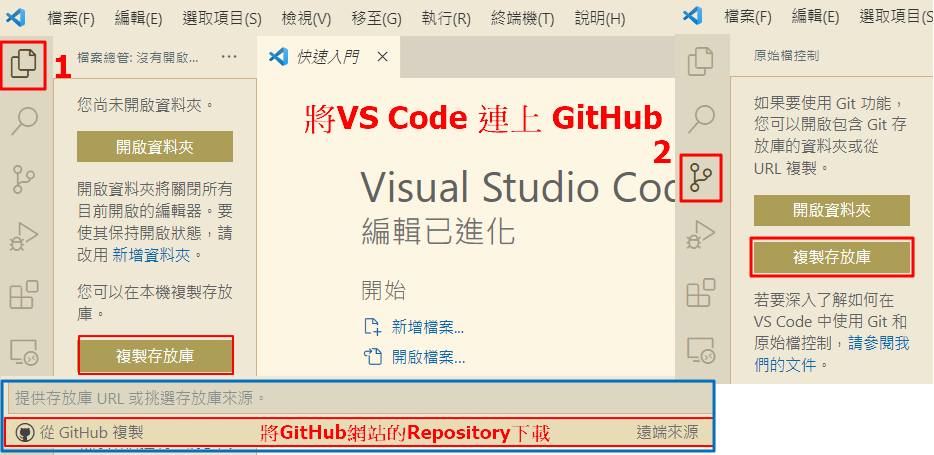 檔案(F) 編輯(E) 選取項目(S) 檢視(V) 移至(G) 執行(R) 終端機(T) 說明(H)
檔案總管: 沒有開啟... ···
1
快速入門 ×
您尚未開啟資料夾。
開啟資料夾
開啟資料夾將關閉所有
目前開啟的編輯器。要
使其保持開啟狀態，請
改用 新增資料夾。
您可以在本機複製存放
庫。
複製存放庫
將VS Code 連上 GitHub
Visual Studio Cod
編輯已進化
開始
新增檔案...
開啟檔案...
檔案(F) 編輯(E) 選取項目(S
原始檔控制
2
如果要使用 Git 功能，
您可以開啟包含 Git 存
放庫的資料夾或從
URL 複製。
開啟資料夾
複製存放庫
若要深入了解如何在
VS Code 中使用 Git 和
原始檔控制，請參閱我
們的文件。
提供存放庫 URL 或挑選存放庫來源。
從 GitHub 複製 將GitHub網站的Repository下載 遠端來源